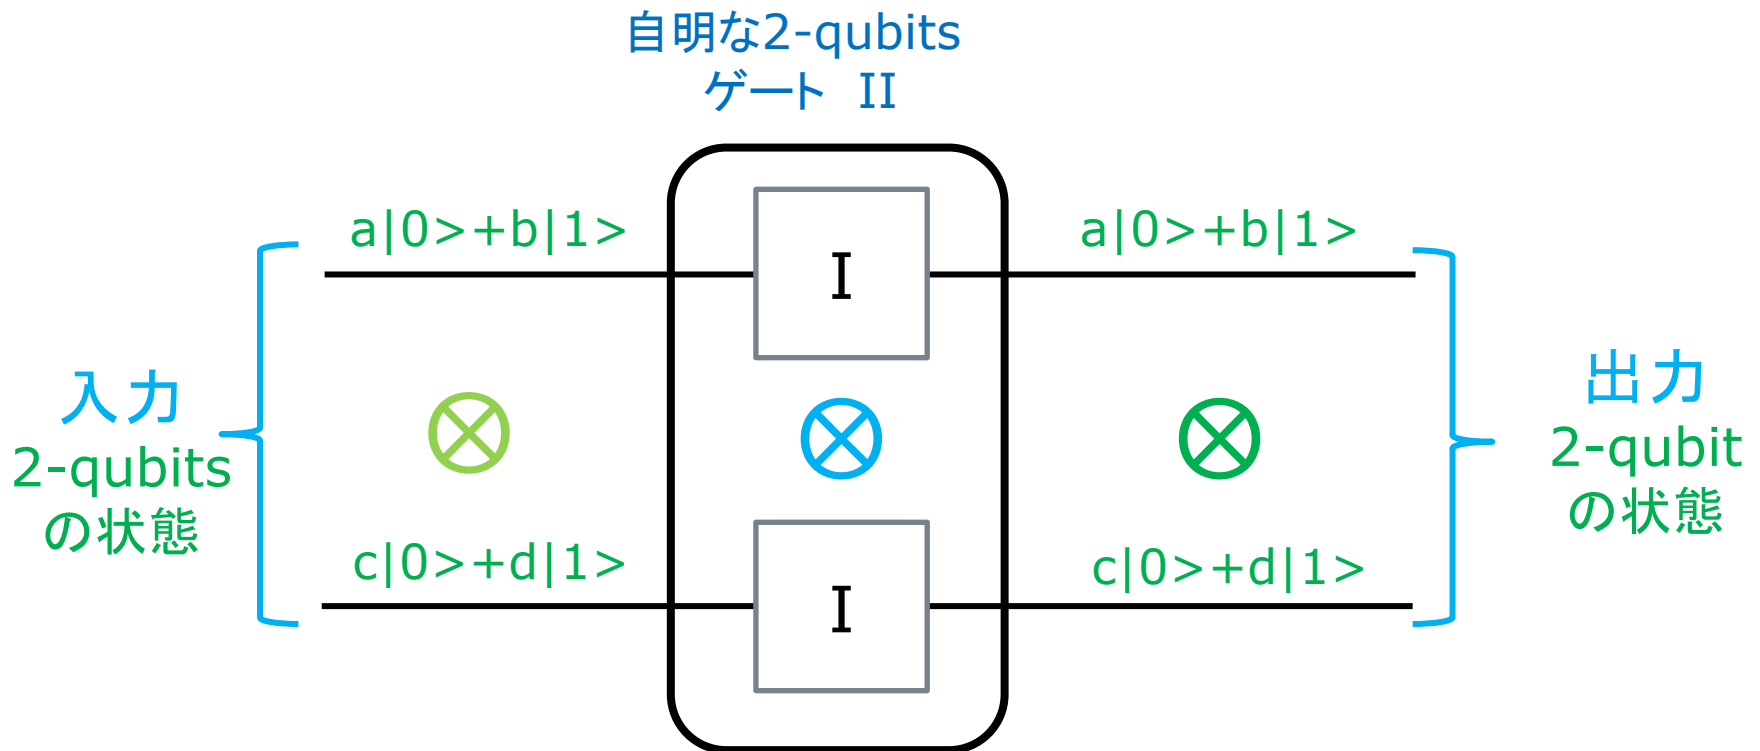 自明な2-qubits
ゲート II
a|0>+b|1>
I
a|0>+b|1>
入力
2-qubits
の状態
⊗
⊗
⊗
出力
2-qubit
の状態
c|0>+d|1>
I
c|0>+d|1>